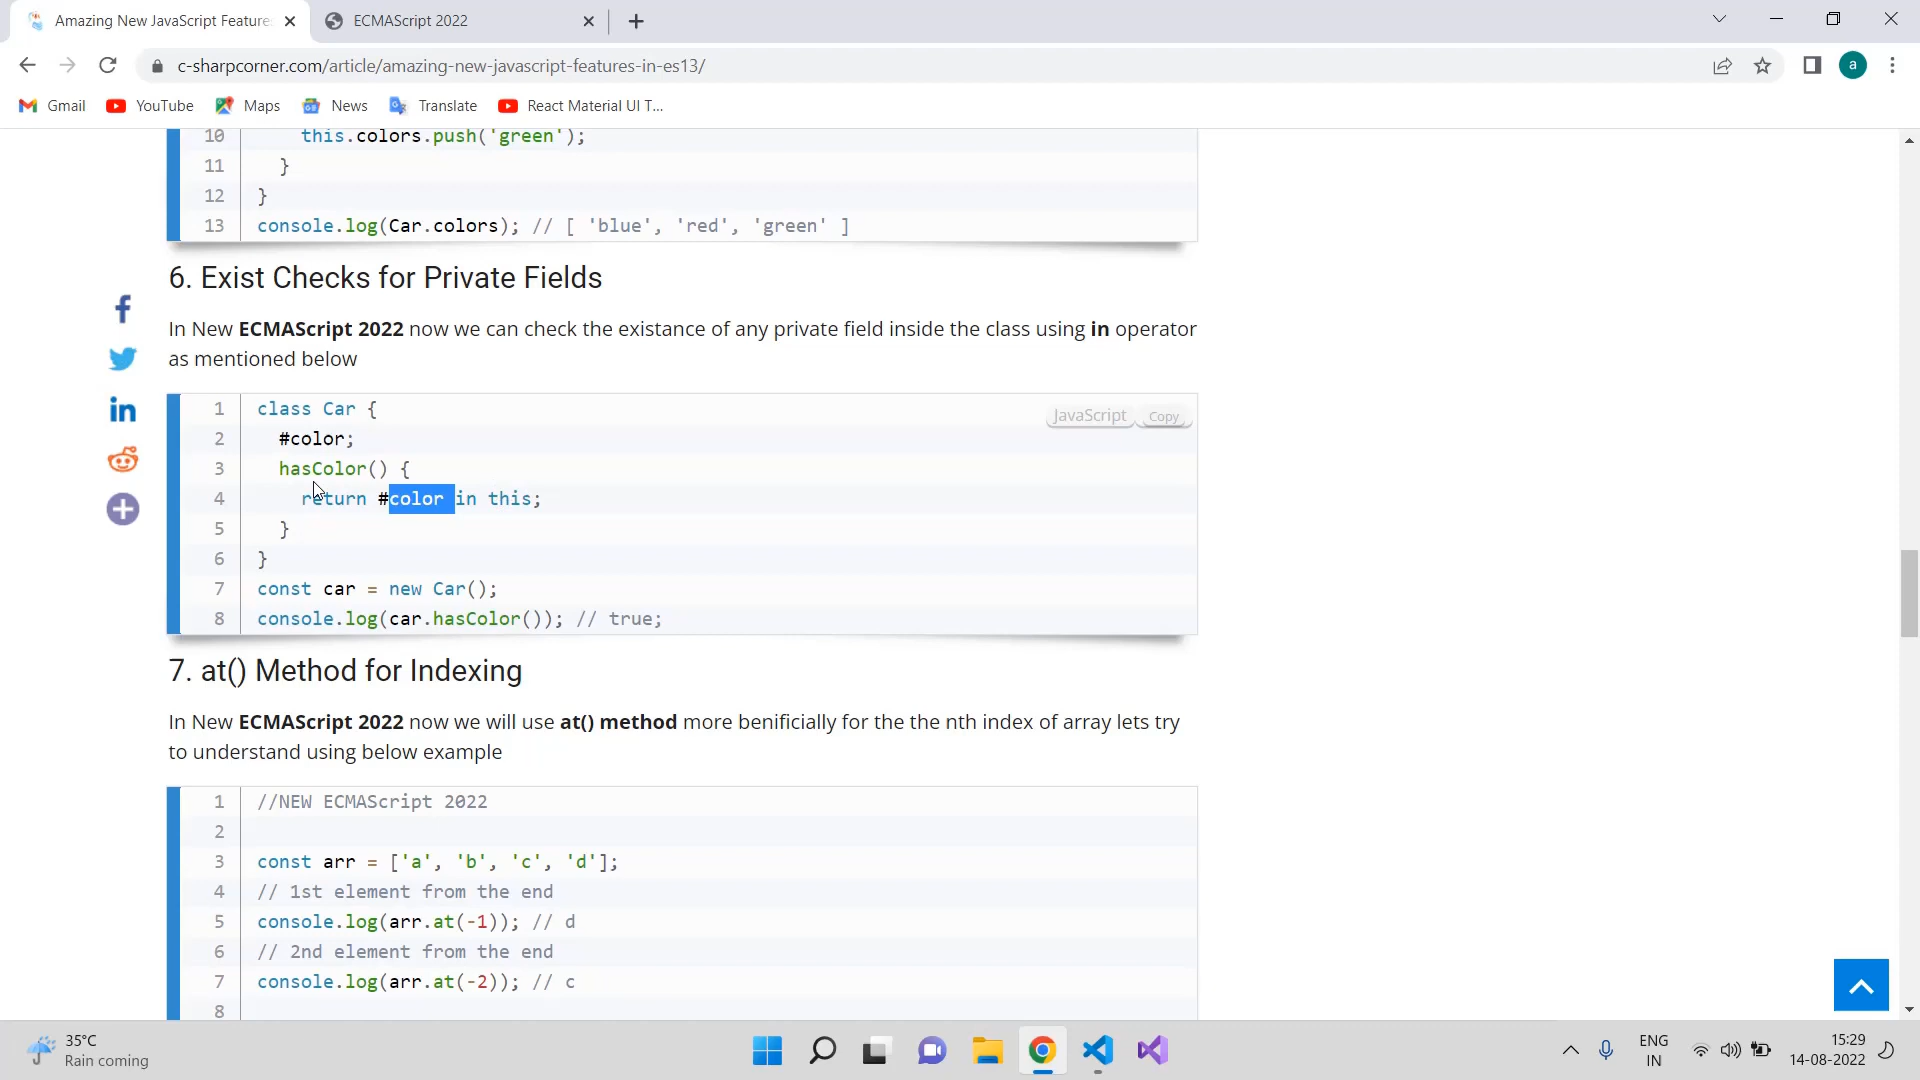 Amazing New JavaScript Feature
ECMAScript 2022
c-sharpcorner.com/article/amazing-new-javascript-features-in-es13/
a
Gmail
YouTube
Maps
News
Translate
React Material UI T...
10 this.colors.push('green');
11 }
12 }
13 console.log(Car.colors); // [ 'blue', 'red', 'green' ]
6. Exist Checks for Private Fields
In New ECMAScript 2022 now we can check the existance of any private field inside the class using in operator
as mentioned below
JavaScript Copy
1 class Car {
2 #color;
3 hasColor() {
4 return #color in this;
5 }
6 }
7 const car = new Car();
8 console.log(car.hasColor()); // true;
7. at() Method for Indexing
In New ECMAScript 2022 now we will use at() method more benificially for the the nth index of array lets try
to understand using below example
1 //NEW ECMAScript 2022
2
3 const arr = ['a', 'b', 'c', 'd'];
4 // 1st element from the end
5 console.log(arr.at(-1)); // d
6 // 2nd element from the end
7 console.log(arr.at(-2)); // c
8
35°C
Rain coming
ENG
IN
15:29
14-08-2022